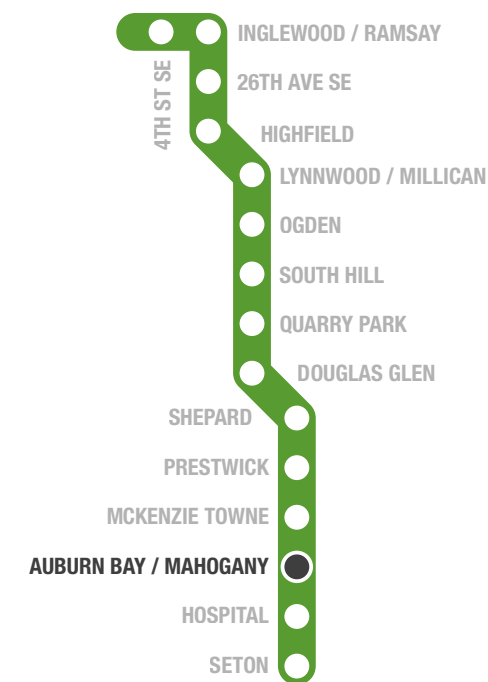 INGLEWOOD / RAMSAY
4TH ST SE
26TH AVE SE
HIGHFIELD
LYNNWOOD / MILLICAN
OGDEN
SOUTH HILL
QUARRY PARK
DOUGLAS GLEN
SHEPARD
PRESTWICK
MCKENZIE TOWNE
AUBURN BAY / MAHOGANY
HOSPITAL
SETON